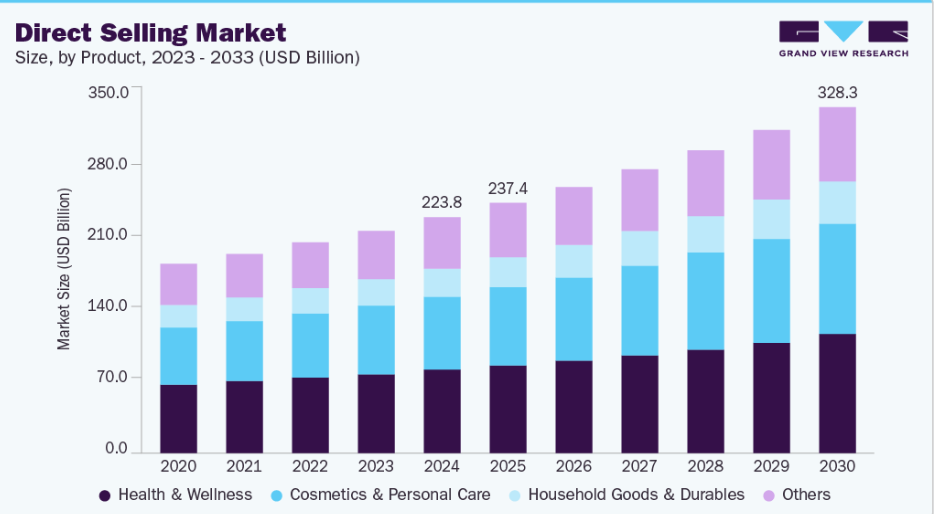 Direct Selling Market
Size, by Product, 2023 - 2033 (USD Billion)
GRAND VIEW RESEARCH
Market Size (USD Billion)
350.0
280.0
210.0
140.0
70.0
0.0
223.8
237.4
328.3
2020 2021 2022 2023 2024 2025 2026 2027 2028 2029 2030
Health & Wellness Cosmetics & Personal Care Household Goods & Durables Others